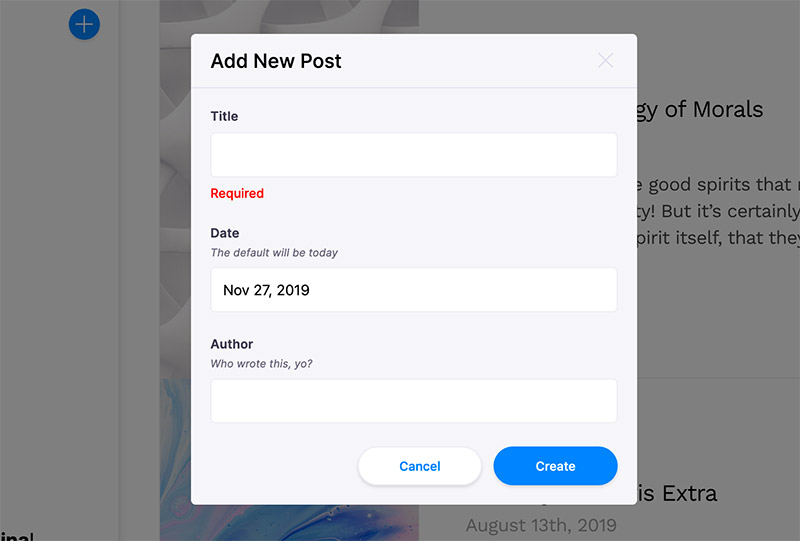 Add New Post
Title
Required
Date
The default will be today
Nov 27, 2019
Author
Who wrote this, yo?
Cancel
Create
gy of Morals
e good spirits that
ty! But it’s certainly
pirit itself, that they
is Extra
August 13th, 2019